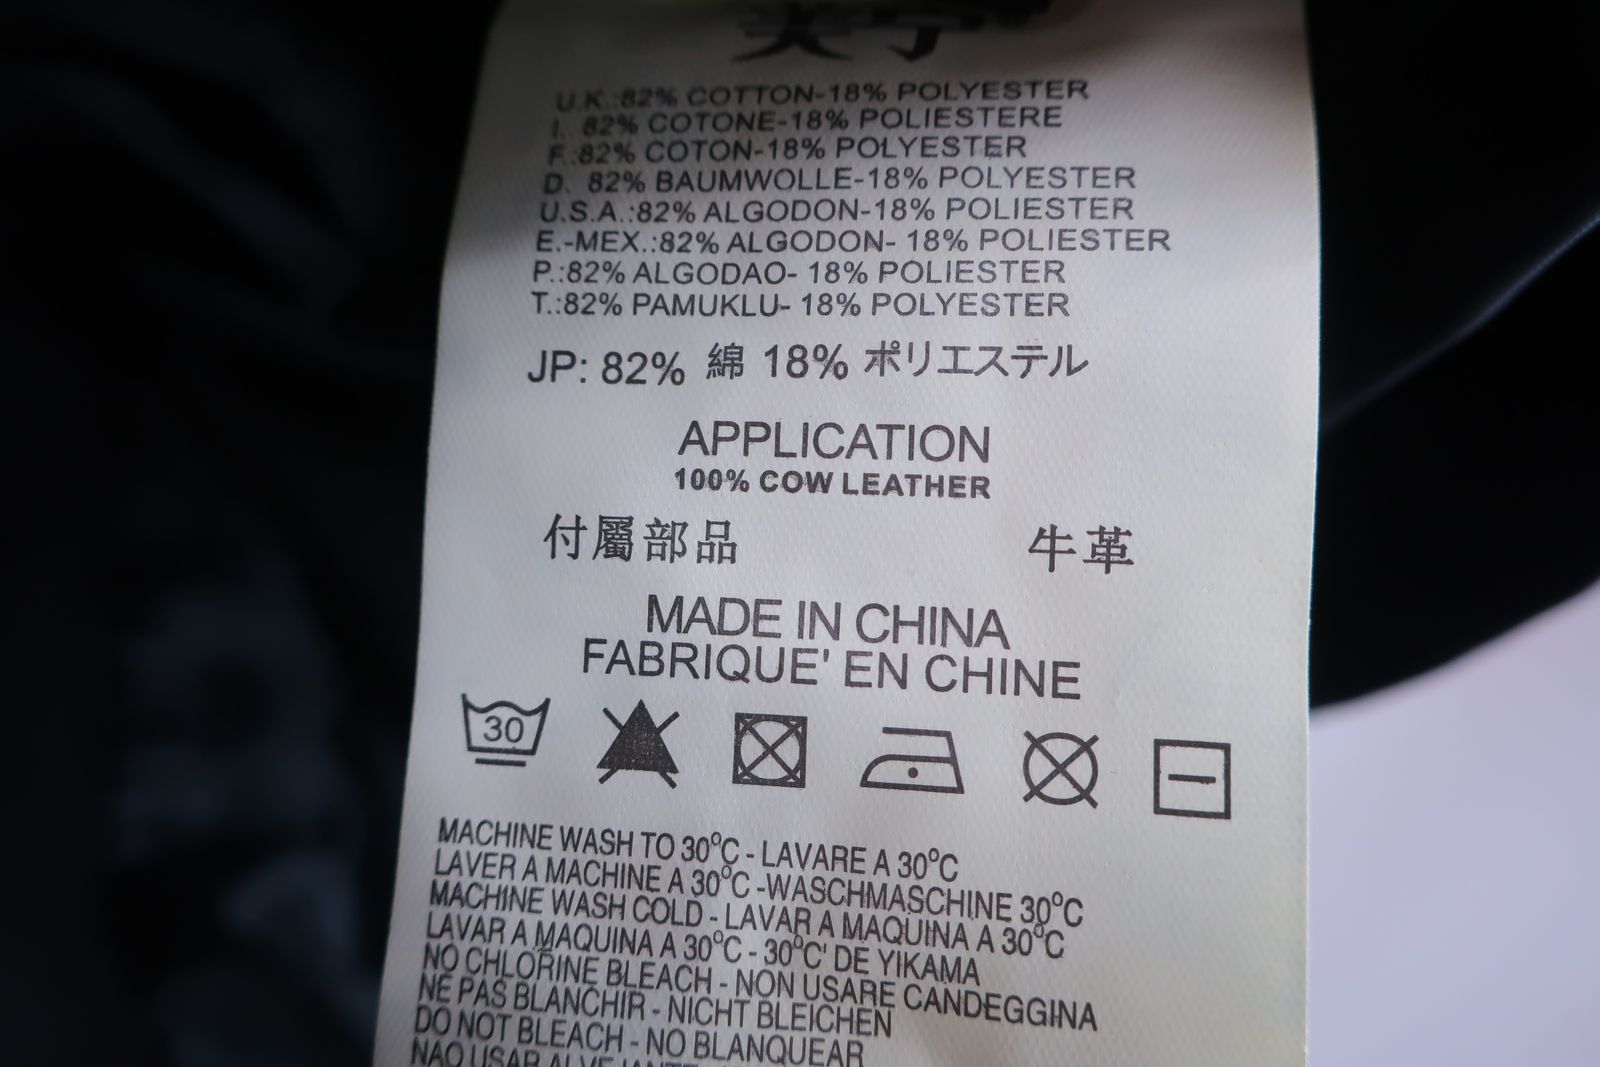 U.K.:82% COTTON-18% POLYESTER
I. 82% COTONE-18% POLIESTERE
F.:82% COTON-18% POLYESTER
D. 82% BAUMWOLLE-18% POLYESTER
U.S.A.:82% ALGODON-18% POLIESTER
E.-MEX.:82% ALGODON- 18% POLIESTER
P.:82% ALGODAO- 18% POLIESTER
T.:82% PAMUKLU- 18% POLYESTER
JP: 82% 綿 18% ポリエステル
APPLICATION
100% COW LEATHER
付屬部品 牛革
MADE IN CHINA
FABRIQUE' EN CHINE
30
MACHINE WASH TO 30°C - LAVARE A 30°C
LAVER A MACHINE A 30°C -WASCHMASCHINE 30°C
MACHINE WASH COLD - LAVAR A MAQUINA A 30°C
LAVAR A MAQUINA A 30°C - 30°C' DE YIKAMA
NO CHLORINE BLEACH - NON USARE CANDEGGINA
NE PAS BLANCHIR - NICHT BLEICHEN
DO NOT BLEACH - NO BLANQUEAR
NAO USAR